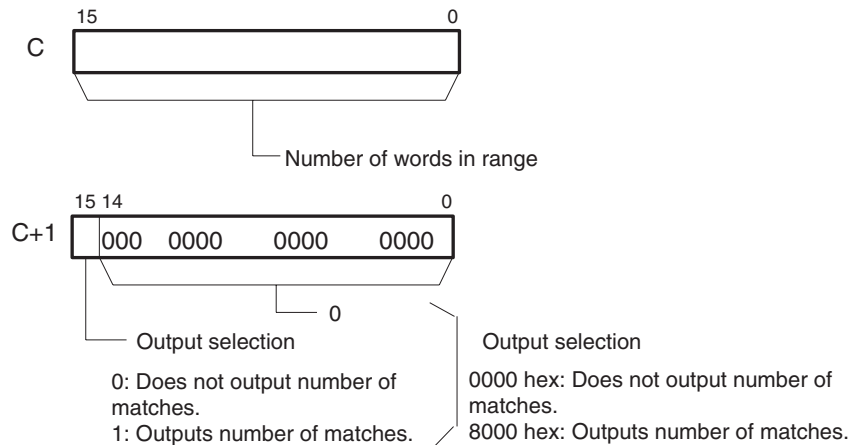 15 0
C
Number of words in range
15 14 0
C+1 000 0000 0000 0000
0
Output selection
0: Does not output number of
matches.
1: Outputs number of matches.
Output selection
0000 hex: Does not output number of
matches.
8000 hex: Outputs number of matches.